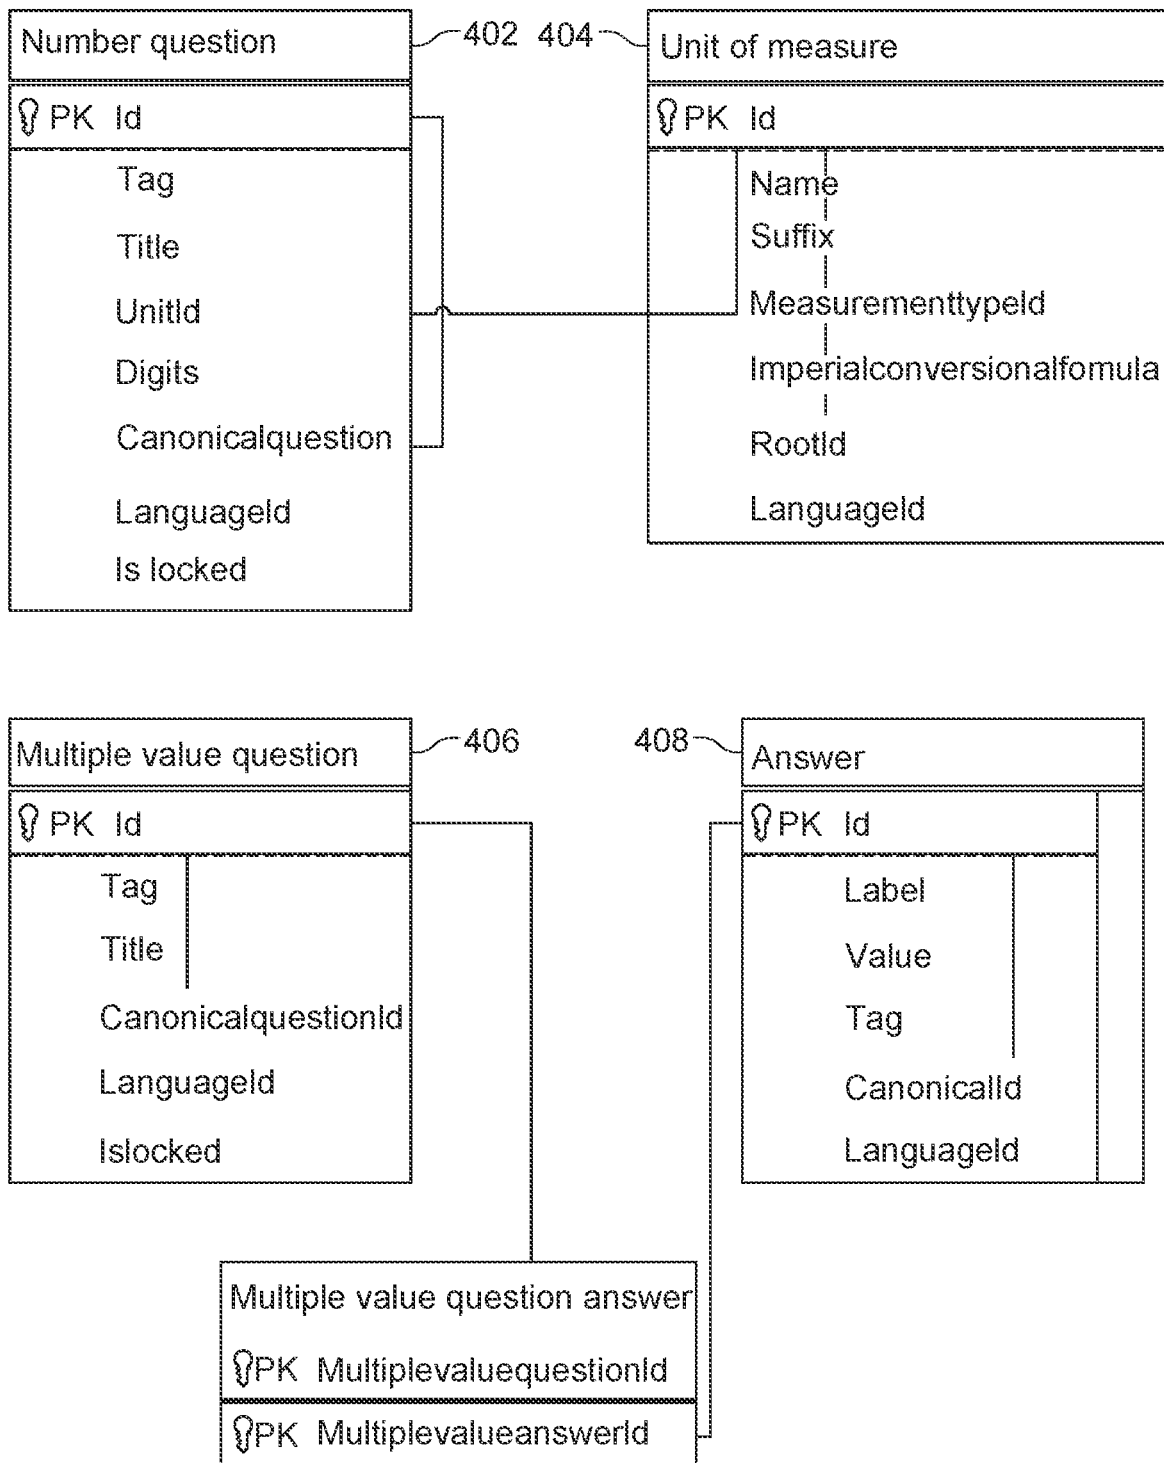 Number question
402
PK Id
Tag
Title
UnitId
Digits
Canonicalquestion
LanguageId
Is locked
404
Unit of measure
PK Id
Name
Suffix
MeasurementtypeId
Imperialconversionalfomula
RootId
LanguageId
Multiple value question
406
PK Id
Tag
Title
CanonicalquestionId
LanguageId
Islocked
408
Answer
PK Id
Label
Value
Tag
CanonicalId
LanguageId
Multiple value question answer
PK MultiplevaluequestionId
PK MultiplevalueanswerId